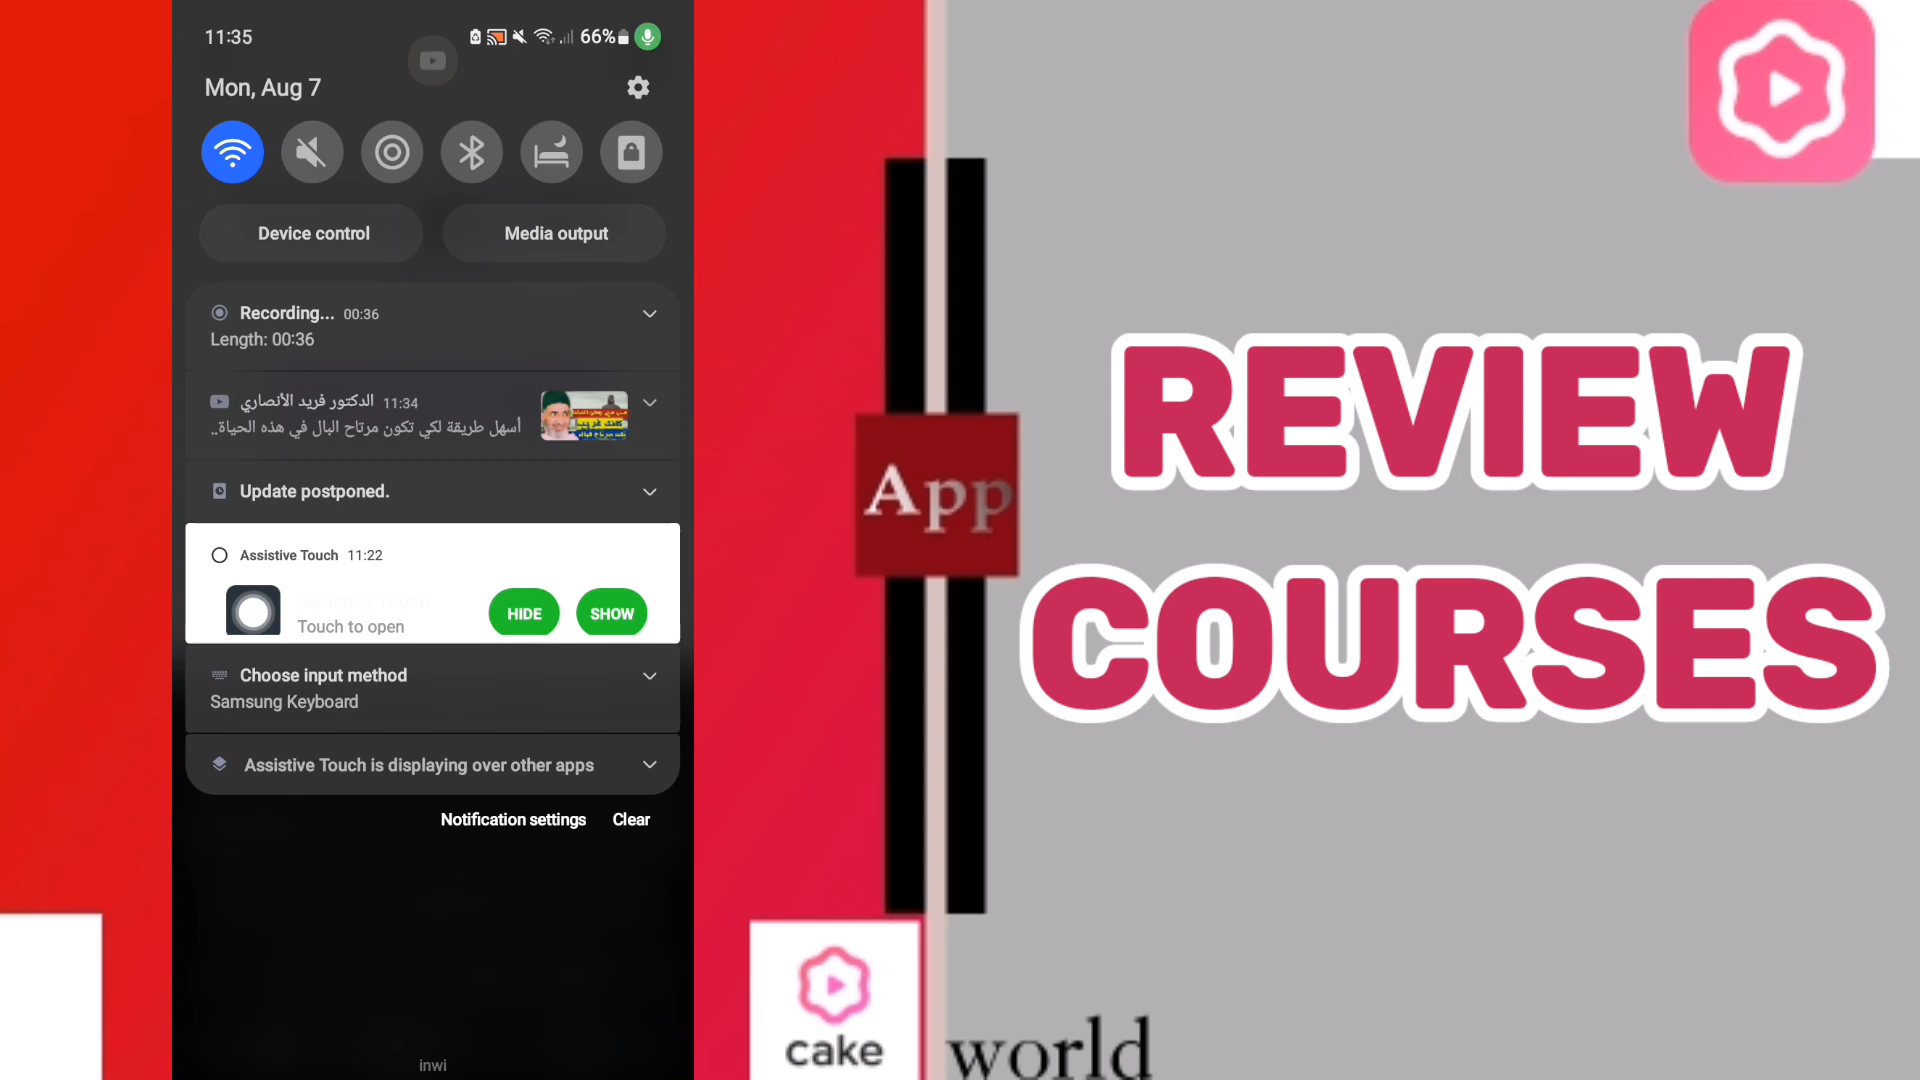 11:35
66%
Mon, Aug 7
Device control
Media output
Recording... 00:36
Length: 00:36
الدكتور فريد الأنصاري 11:34
أسهل طريقة لكي تكون مرتاح البال في هذه الحياة..
Update postponed.
Assistive Touch 11:22
Touch to open
HIDE
SHOW
Choose input method
Samsung Keyboard
Assistive Touch is displaying over other apps
Notification settings
Clear
inwi
App
REVIEW
COURSES
cake
world